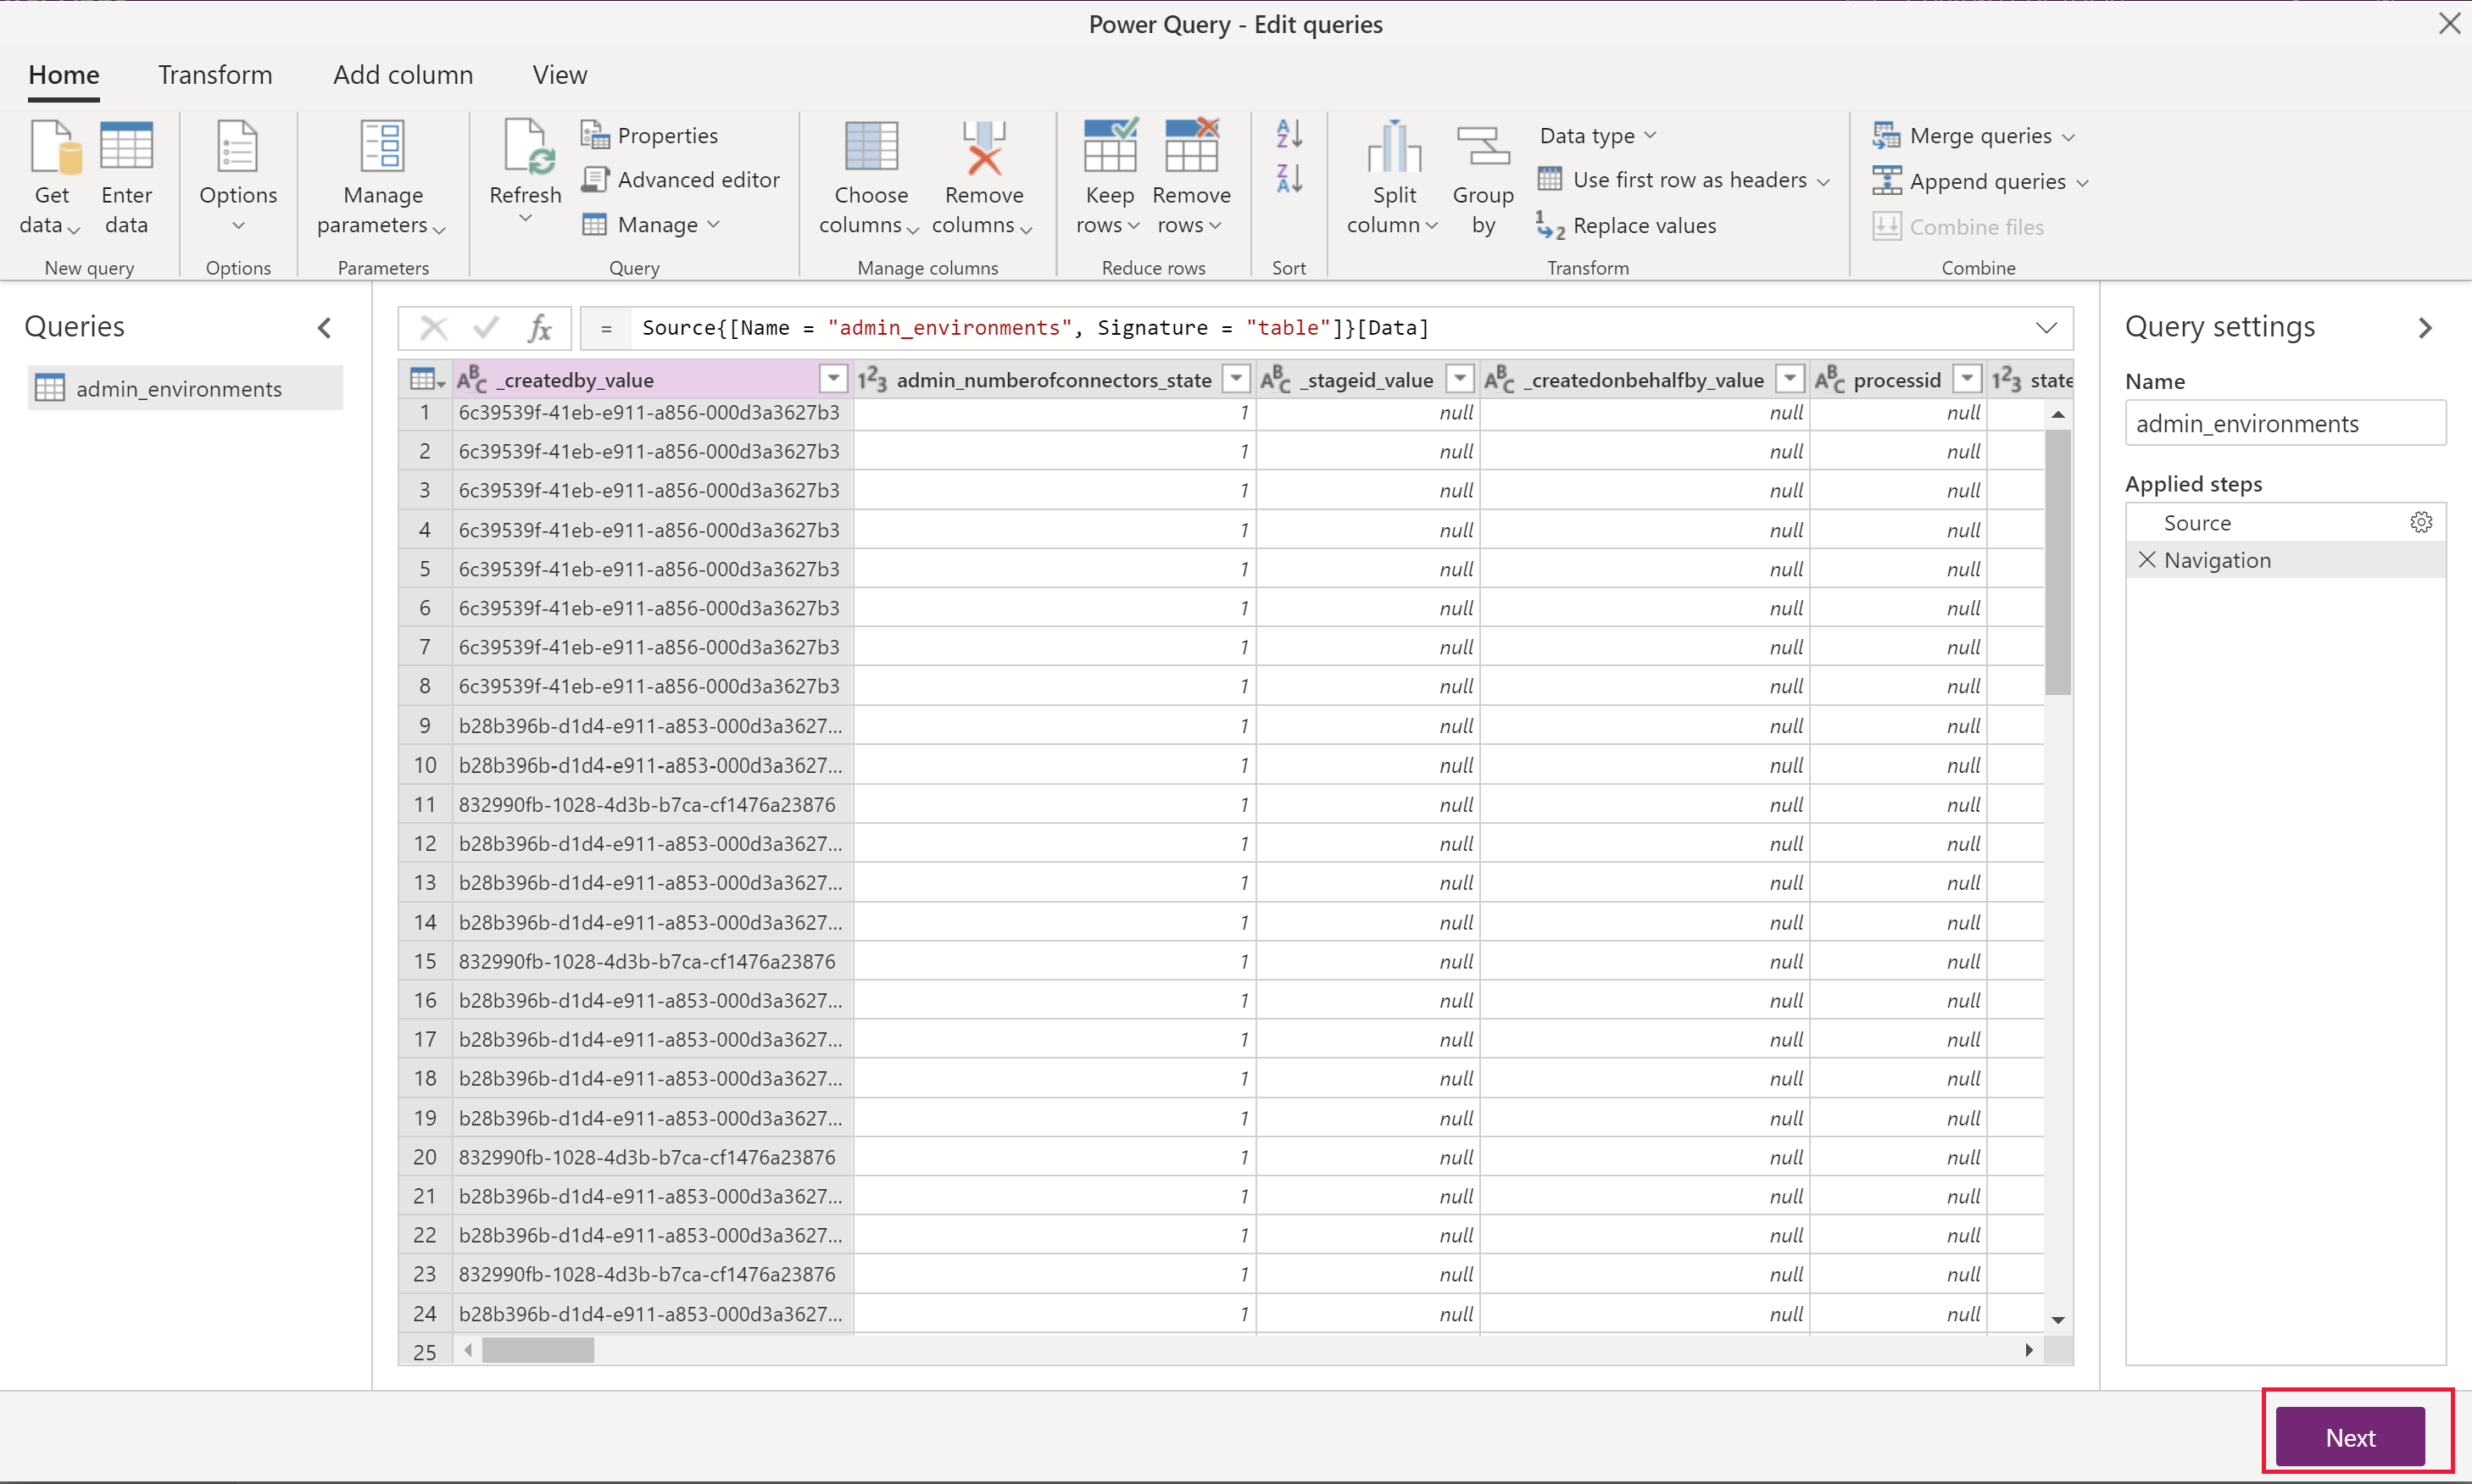 Power Query - Edit queries
Home Transform Add column View
Get data Enter data Options Manage parameters Refresh Properties Advanced editor Manage Choose columns Remove columns Keep rows Remove rows Split column Group by Data type Use first row as headers Replace values Merge queries Append queries Combine files
New query Options Parameters Query Manage columns Reduce rows Sort Transform Combine
Queries
admin_environments
fx = Source{[Name = "admin_environments", Signature = "table"]}[Data]
ABC _createdby_value 123 admin_numberofconnectors_state ABC _stageid_value ABC _createdonbehalfby_value ABC processid 123 state
1 6c39539f-41eb-e911-a856-000d3a3627b3 1 null null null
2 6c39539f-41eb-e911-a856-000d3a3627b3 1 null null null
3 6c39539f-41eb-e911-a856-000d3a3627b3 1 null null null
4 6c39539f-41eb-e911-a856-000d3a3627b3 1 null null null
5 6c39539f-41eb-e911-a856-000d3a3627b3 1 null null null
6 6c39539f-41eb-e911-a856-000d3a3627b3 1 null null null
7 6c39539f-41eb-e911-a856-000d3a3627b3 1 null null null
8 6c39539f-41eb-e911-a856-000d3a3627b3 1 null null null
9 b28b396b-d1d4-e911-a853-000d3a3627... 1 null null null
10 b28b396b-d1d4-e911-a853-000d3a3627... 1 null null null
11 832990fb-1028-4d3b-b7ca-cf1476a23876 1 null null null
12 b28b396b-d1d4-e911-a853-000d3a3627... 1 null null null
13 b28b396b-d1d4-e911-a853-000d3a3627... 1 null null null
14 b28b396b-d1d4-e911-a853-000d3a3627... 1 null null null
15 832990fb-1028-4d3b-b7ca-cf1476a23876 1 null null null
16 b28b396b-d1d4-e911-a853-000d3a3627... 1 null null null
17 b28b396b-d1d4-e911-a853-000d3a3627... 1 null null null
18 b28b396b-d1d4-e911-a853-000d3a3627... 1 null null null
19 b28b396b-d1d4-e911-a853-000d3a3627... 1 null null null
20 832990fb-1028-4d3b-b7ca-cf1476a23876 1 null null null
21 b28b396b-d1d4-e911-a853-000d3a3627... 1 null null null
22 b28b396b-d1d4-e911-a853-000d3a3627... 1 null null null
23 832990fb-1028-4d3b-b7ca-cf1476a23876 1 null null null
24 b28b396b-d1d4-e911-a853-000d3a3627... 1 null null null
25
Query settings
Name
admin_environments
Applied steps
Source
Navigation
Next